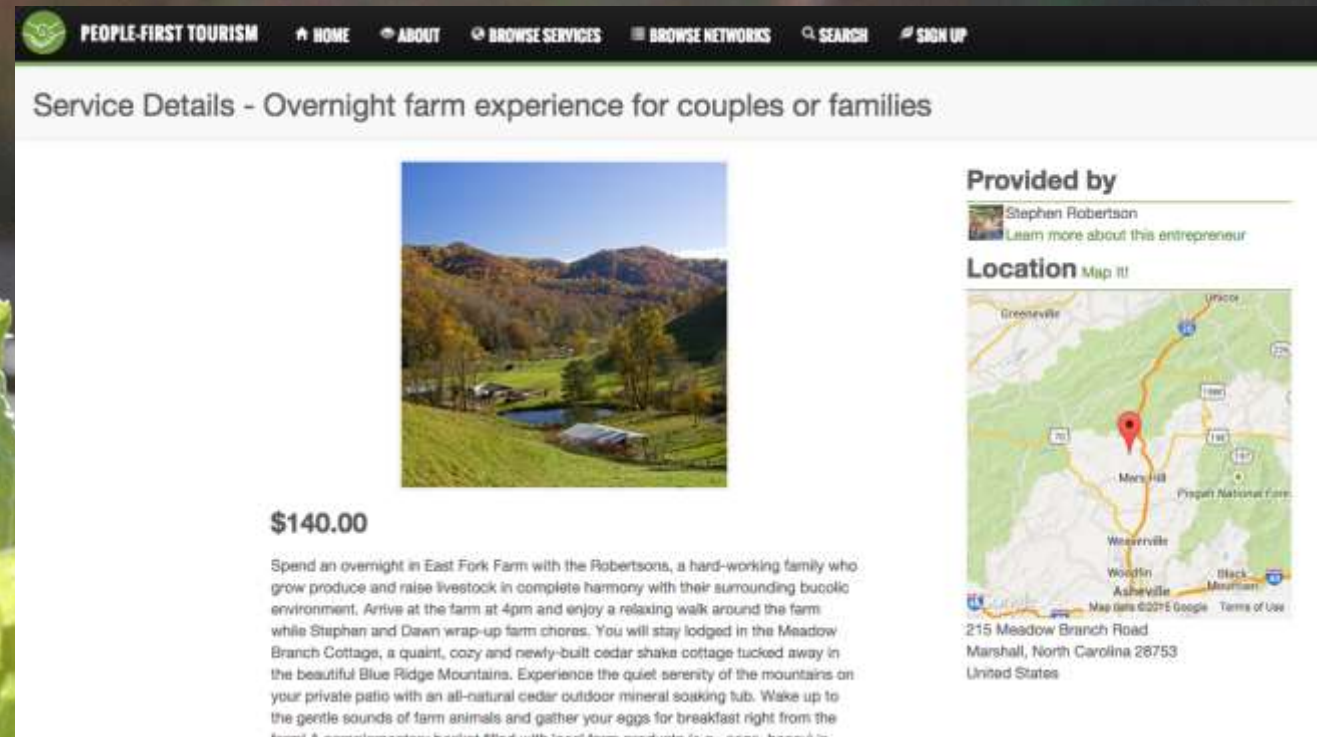 PEOPLE-FIRST TOURISM HOME ABOUT BROWSE SERVICES BROWSE NETWORKS SEARCH SIGN UP
Service Details - Overnight farm experience for couples or families
$140.00
Spend an overnight in East Fork Farm with the Robertsons, a hard-working family who
grow produce and raise livestock in complete harmony with their surrounding bucolic
environment. Arrive at the farm at 4pm and enjoy a relaxing walk around the farm
while Stephen and Dawn wrap-up farm chores. You will stay lodged in the Meadow
Branch Cottage, a quaint, cozy and newly-built cedar shake cottage tucked away in
the beautiful Blue Ridge Mountains. Experience the quiet serenity of the mountains on
your private patio with an all-natural cedar outdoor mineral soaking tub. Wake up to
the gentle sounds of farm animals and gather your eggs for breakfast right from the
Provided by
Stephen Robertson
Learn more about this entrepreneur
Location Map It!
Unicoi
Greeneville
26
70
Mars Hill
197
Pisgah National
Weaverville
Woodfin
Black
Asheville
Mountain
40
Map data ©2015 Google Terms of Use
215 Meadow Branch Road
Marshall, North Carolina 28753
United States